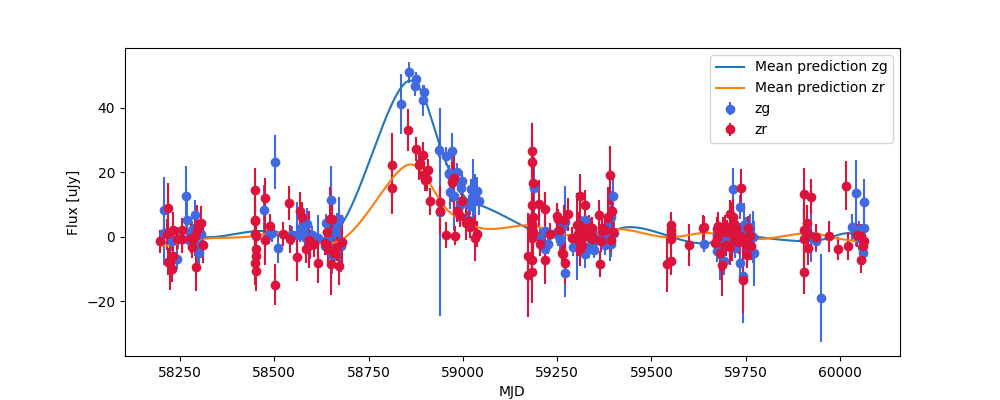 Mean prediction zg
Mean prediction zr
zg
zr
Flux [uJy]
40
20
0
−20
58250
58500
58750
59000
59250
59500
59750
60000
MJD